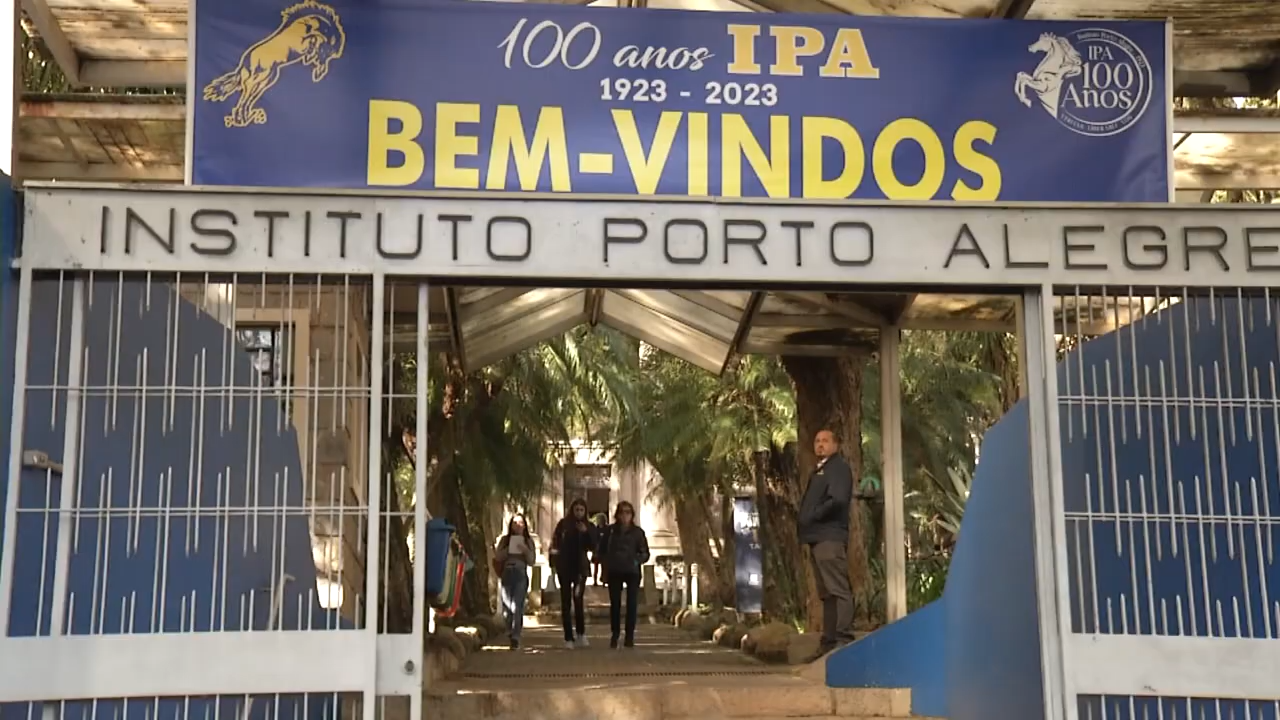 100 anos IPA
1923 - 2023
BEM-VINDOS
IPA
100
Anos
INSTITUTO PORTO ALEGRE